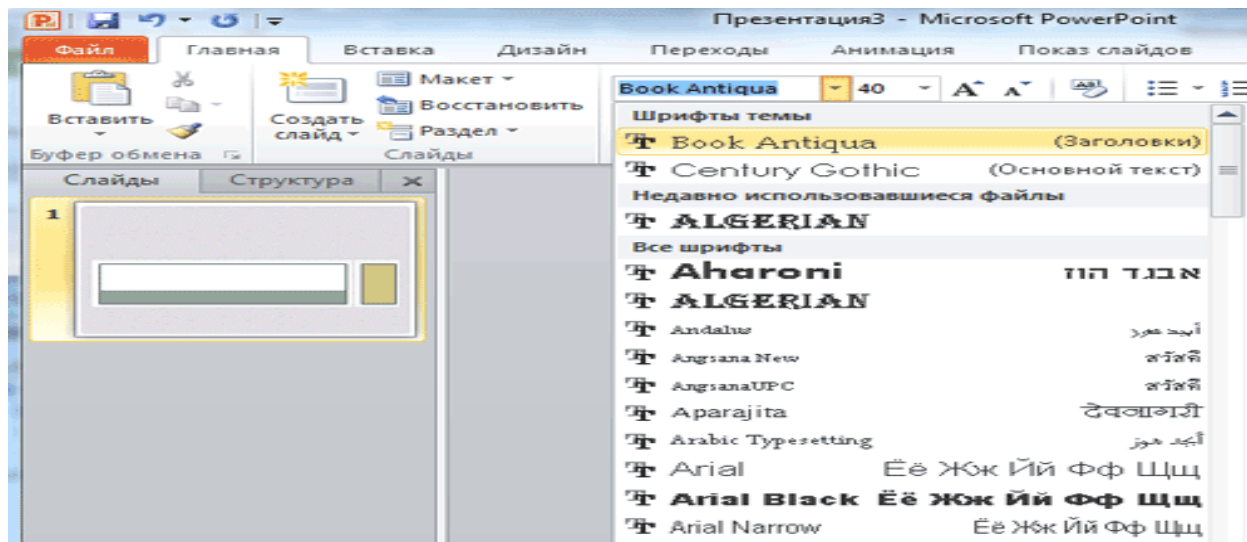 Презентация3 - Microsoft PowerPoint
Файл Главная Вставка Дизайн Переходы Анимация Показ слайдов
Вставить
Буфер обмена
Создать слайд
Макет
Восстановить
Раздел
Слайды
Book Antiqua 40
Слайды Структура
1
Шрифты темы
Book Antiqua (Заголовки)
Century Gothic (Основной текст)
Недавно использовавшиеся файлы
ALGERIAN
Все шрифты
Aharoni אבגד הוז
ALGERIAN
Andalus أبجد هوز
Angsana New สวัสดี
AngsanaUPC สวัสดี
Aparajita देवनागरी
Arabic Typesetting أبجد هوز
Arial Ёё Жж Йй Фф Щщ
Arial Black Ёё Жж Йй Фф Щщ
Arial Narrow Ёё Жж Йй Фф Щщ